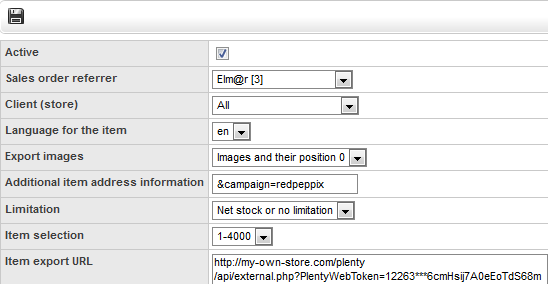 Active
Sales order referrer Elm@r [3]
Client (store) All
Language for the item en
Export images Images and their position 0
Additional item address information &campaign=redpeppix
Limitation Net stock or no limitation
Item selection 1-4000
Item export URL http://my-own-store.com/plenty
/api/external.php?PlentyWebToken=12263***6cmHsij7A0eEoTdS68m